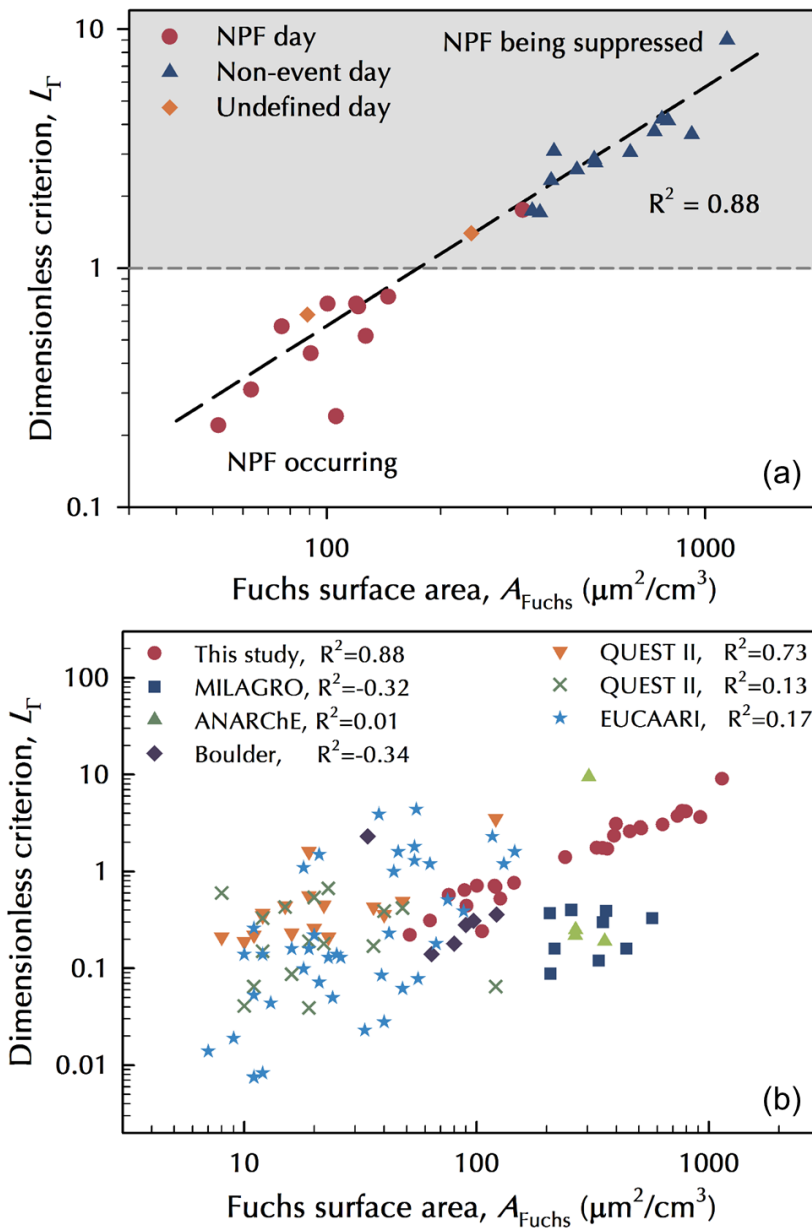 10
NPF day
Non-event day
Undefined day
NPF being suppressed
R² = 0.88
1
NPF occurring
(a)
0.1
100
1000
Dimensionless criterion, L_Γ
Fuchs surface area, A_Fuchs (μm²/cm³)
This study, R²=0.88
MILAGRO, R²=-0.32
ANARChE, R²=0.01
Boulder, R²=-0.34
QUEST II, R²=0.73
QUEST II, R²=0.13
EUCAARI, R²=0.17
100
10
1
0.1
0.01
(b)
10
100
1000
Dimensionless criterion, L_Γ
Fuchs surface area, A_Fuchs (μm²/cm³)